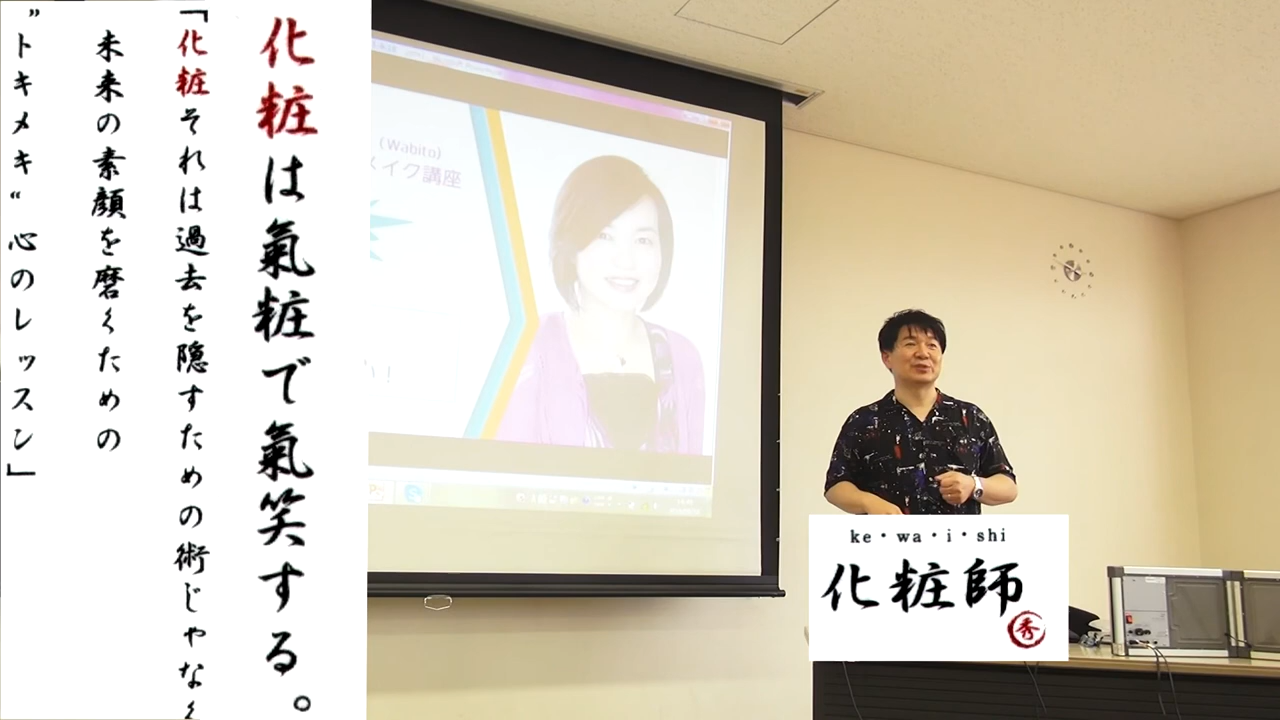 化粧は氣粧で氣笑する。
「化粧それは過去を隠すための術じゃなく
未来の素顔を磨くための
”トキメキ“心のレッスン」
(Wabito)
メイク講座
！
ke・wa・i・shi
化粧師
秀